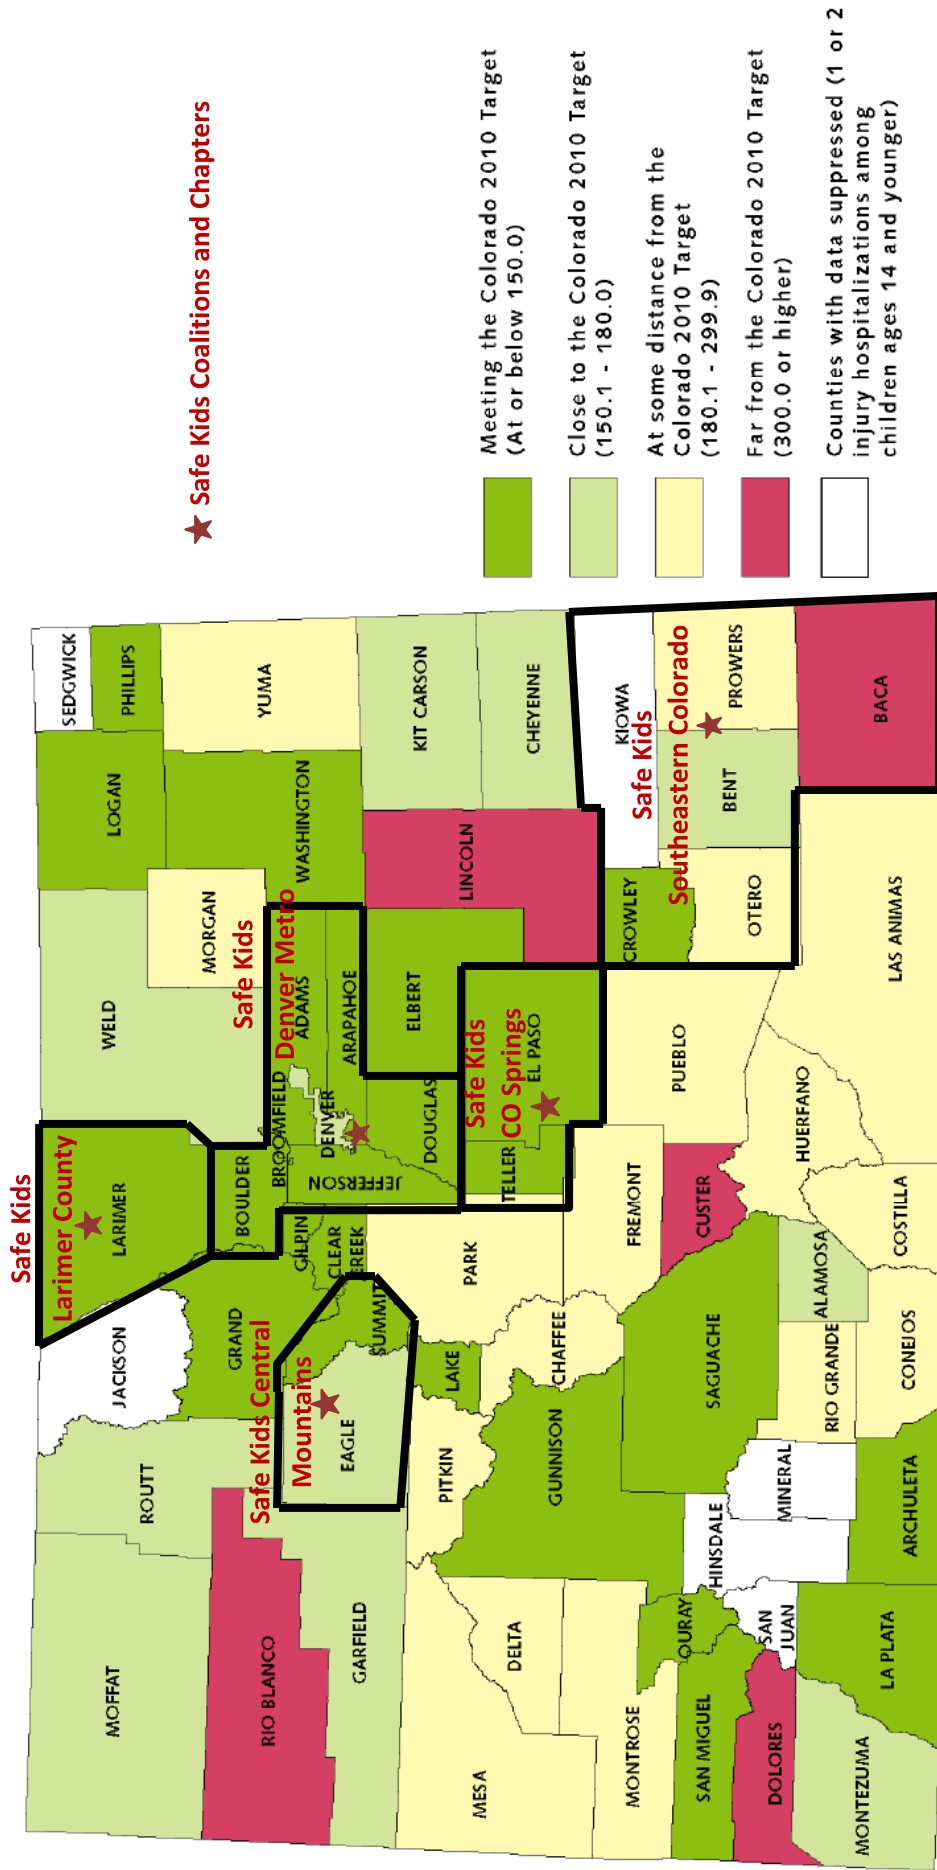 Safe Kids
Larimer County
Safe Kids Central
Mountains
Safe Kids
Denver Metro
Safe Kids
CO Springs
Safe Kids
Southeastern Colorado
MOFFAT
ROUTT
JACKSON
LARIMER
WELD
LOGAN
SEDGWICK
PHILLIPS
MORGAN
WASHINGTON
YUMA
RIO BLANCO
GRAND
BOULDER
BROOMFIELD
GILPIN
CLEAR
CREEK
ADAMS
DENVER
ARAPAHOE
JEFFERSON
DOUGLAS
ELBERT
LINCOLN
KIT CARSON
CHEYENNE
GARFIELD
EAGLE
SUMMIT
PITKIN
LAKE
PARK
TELLER
EL PASO
MESA
DELTA
GUNNISON
CHAFFEE
FREMONT
PUEBLO
CROWLEY
KIOWA
MONTROSE
OURAY
SAN MIGUEL
HINSDALE
SAGUACHE
CUSTER
HUERFANO
OTERO
BENT
PROWERS
DOLORES
SAN
JUAN
MINERAL
RIO GRANDE
ALAMOSA
COSTILLA
LAS ANIMAS
BACA
MONTEZUMA
LA PLATA
ARCHULETA
CONEJOS
Safe Kids Coalitions and Chapters
Meeting the Colorado 2010 Target
(At or below 150.0)
Close to the Colorado 2010 Target
(150.1 - 180.0)
At some distance from the
Colorado 2010 Target
(180.1 - 299.9)
Far from the Colorado 2010 Target
(300.0 or higher)
Counties with data suppressed (1 or 2
injury hospitalizations among
children ages 14 and younger)